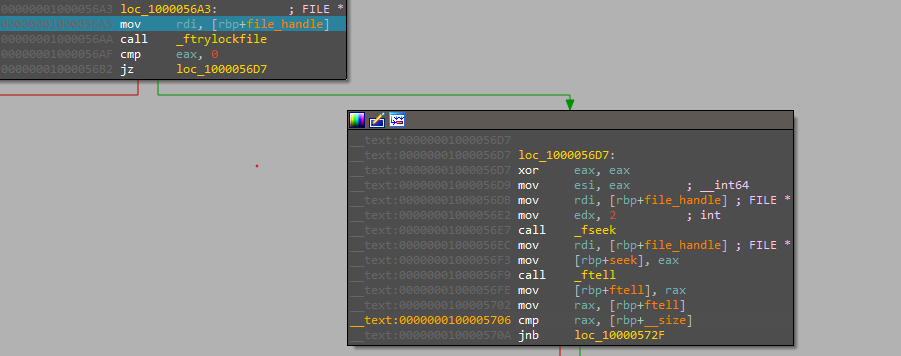 00000001000056A3 loc_1000056A3: ; FILE *
00000001000056A3 mov rdi, [rbp+file_handle]
00000001000056AA call _ftrylockfile
00000001000056AF cmp eax, 0
00000001000056B2 jz loc_1000056D7
__text:00000001000056D7
__text:00000001000056D7 loc_1000056D7:
__text:00000001000056D7 xor eax, eax
__text:00000001000056D9 mov esi, eax ; __int64
__text:00000001000056DB mov rdi, [rbp+file_handle] ; FILE *
__text:00000001000056E2 mov edx, 2 ; int
__text:00000001000056E7 call _fseek
__text:00000001000056EC mov rdi, [rbp+file_handle] ; FILE *
__text:00000001000056F3 mov [rbp+seek], eax
__text:00000001000056F9 call _ftell
__text:00000001000056FE mov [rbp+ftell], rax
__text:0000000100005702 mov rax, [rbp+ftell]
__text:0000000100005706 cmp rax, [rbp+__size]
__text:000000010000570A jnb loc_10000572F